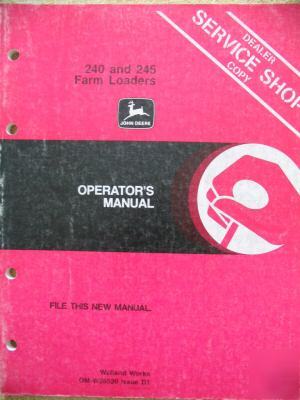 240 and 245
Farm Loaders
DEALER
SERVICE SHOP
COPY
JOHN DEERE
OPERATOR'S
MANUAL
FILE THIS NEW MANUAL.
Welland Works
Issue D1